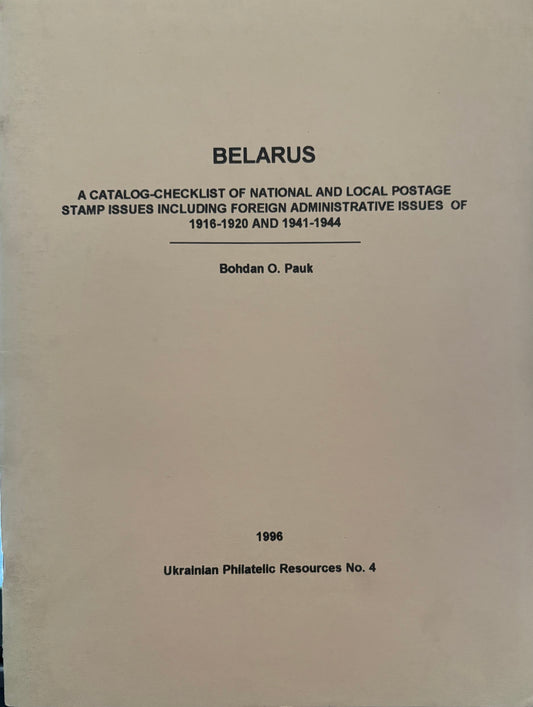 BELARUS
A CATALOG-CHECKLIST OF NATIONAL AND LOCAL POSTAGE
STAMP ISSUES INCLUDING FOREIGN ADMINISTRATIVE ISSUES OF
1916-1920 AND 1941-1944
Bohdan O. Pauk
1996
Ukrainian Philatelic Resources No. 4